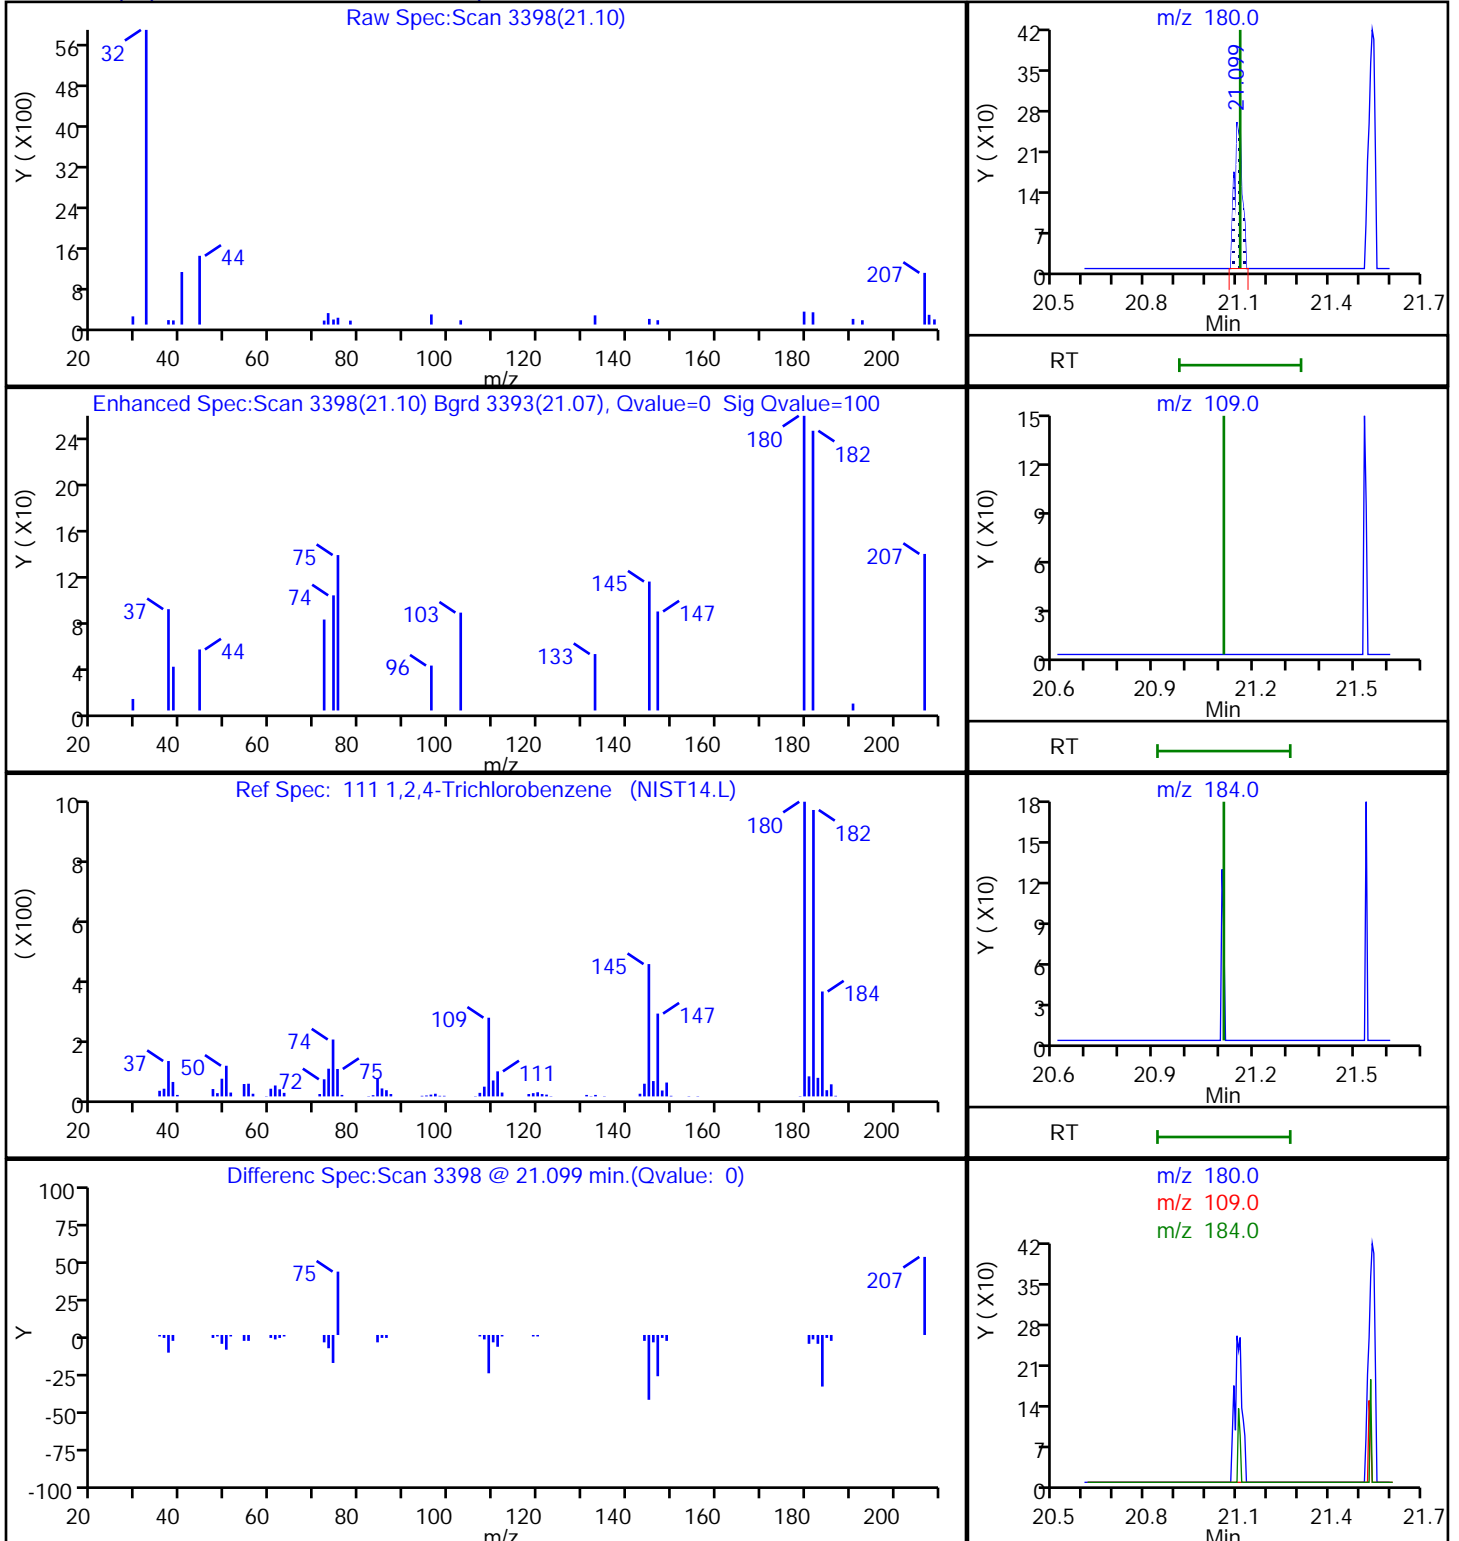 Raw Spec:Scan 3398(21.10)
Y ( X100)
56
48
40
32
24
16
8
0
32
44
207
20 40 60 80 100 120 140 160 180 200
m/z
m/z 180.0
Y ( X10)
42
35
28
21
14
7
0
21.099
20.5 20.8 21.1 21.4 21.7
Min
RT
Enhanced Spec:Scan 3398(21.10) Bgrd 3393(21.07), Qvalue=0 Sig Qvalue=100
Y ( X10)
24
20
16
12
8
4
0
37
44
74
75
96
103
133
145
147
180
182
207
20 40 60 80 100 120 140 160 180 200
m/z
m/z 109.0
Y ( X10)
15
12
9
6
3
0
20.6 20.9 21.2 21.5
Min
RT
Ref Spec: 111 1,2,4-Trichlorobenzene (NIST14.L)
( X100)
10
8
6
4
2
0
37
50
72
74
75
109
111
145
147
180
182
184
20 40 60 80 100 120 140 160 180 200
m/z 184.0
Y ( X10)
18
15
12
9
6
3
0
20.6 20.9 21.2 21.5
Min
RT
Differenc Spec:Scan 3398 @ 21.099 min.(Qvalue: 0)
Y
100
75
50
25
0
-25
-50
-75
-100
75
207
20 40 60 80 100 120 140 160 180 200
m/z
m/z 180.0
m/z 109.0
m/z 184.0
Y ( X10)
42
35
28
21
14
7
0
20.5 20.8 21.1 21.4 21.7
Min